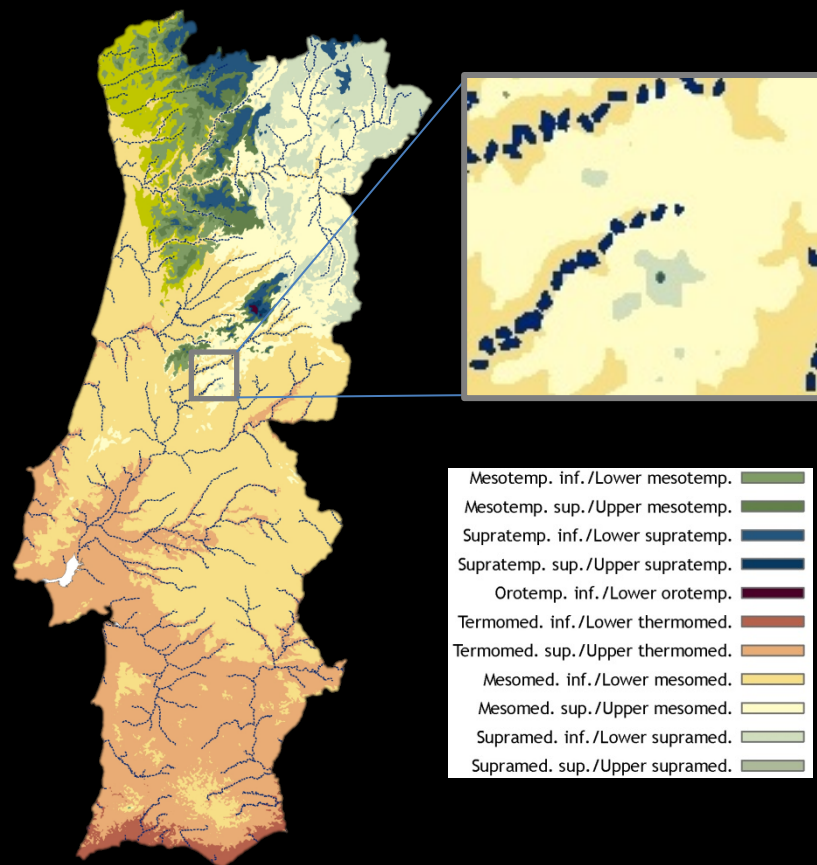 Mesotemp. inf./Lower mesotemp.
Mesotemp. sup./Upper mesotemp.
Supratemp. inf./Lower supratemp.
Supratemp. sup./Upper supratemp.
Orotemp. inf./Lower orotemp.
Termomed. inf./Lower thermomed.
Termomed. sup./Upper thermomed.
Mesomed. inf./Lower mesomed.
Mesomed. sup./Upper mesomed.
Supramed. inf./Lower supramed.
Supramed. sup./Upper supramed.